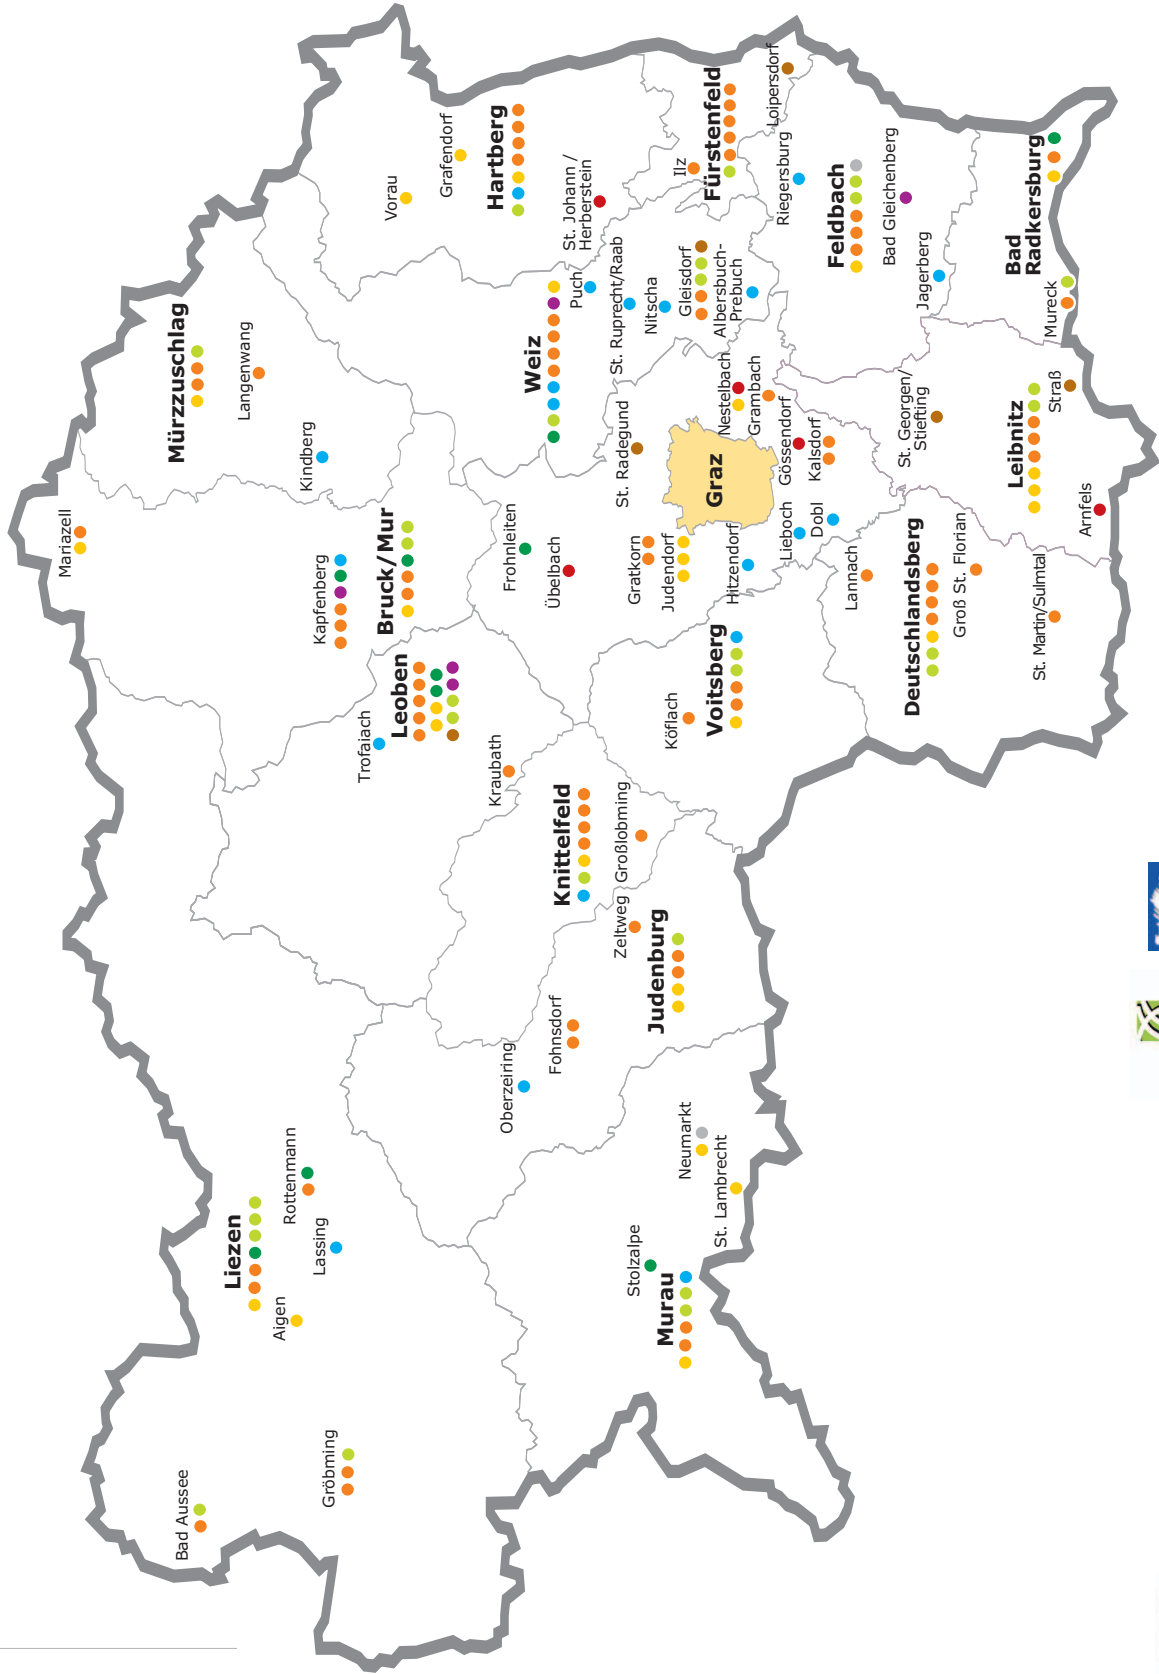 Mariazell
Mürzzuschlag
Langenwang
Kindberg
Vorau
Grafendorf
Hartberg
St. Johann /
Herberstein
Kapfenberg
Bruck/Mur
Leoben
Trofaiach
Kraubath
Frohnleiten
Übelbach
Weiz
Puch
St. Ruprecht/Raab
Nitscha
Gleisdorf
Albersbuch-
Prebuch
Ilz
Fürstenfeld
Loipersdorf
Riegersburg
Feldbach
Bad Gleichenberg
Jagerberg
Bad
Radkersburg
Mureck
St. Radegund
Graz
Nestelbach
Grambach
Gössendorf
Kalsdorf
Gratkorn
Judendorf
Hitzendorf
Lieboch
Dobl
St. Georgen/
Stiefting
Leibnitz
Straß
Arnfels
Lannach
Deutschlandsberg
Groß St. Florian
St. Martin/Sulmtal
Voitsberg
Köflach
Knittelfeld
Großlobming
Zeltweg
Judenburg
Fohnsdorf
Oberzeiring
Neumarkt
St. Lambrecht
Stolzalpe
Murau
Liezen
Rottenmann
Lassing
Aigen
Gröbming
Bad Aussee